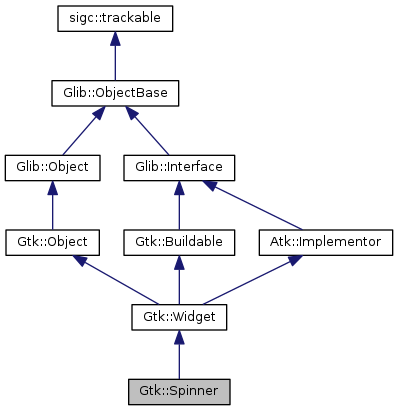 sigc::trackable
Glib::ObjectBase
Glib::Object
Glib::Interface
Gtk::Object
Gtk::Buildable
Atk::Implementor
Gtk::Widget
Gtk::Spinner